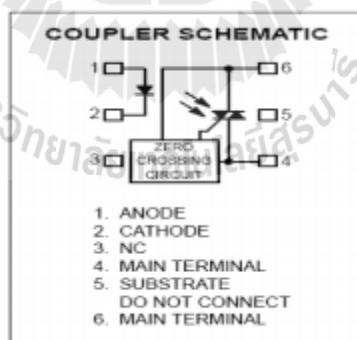 COUPLER SCHEMATIC
1 6
2 5
3 4
ZERO
CROSSING
CIRCUIT
1. ANODE
2. CATHODE
3. NC
4. MAIN TERMINAL
5. SUBSTRATE
DO NOT CONNECT
6. MAIN TERMINAL